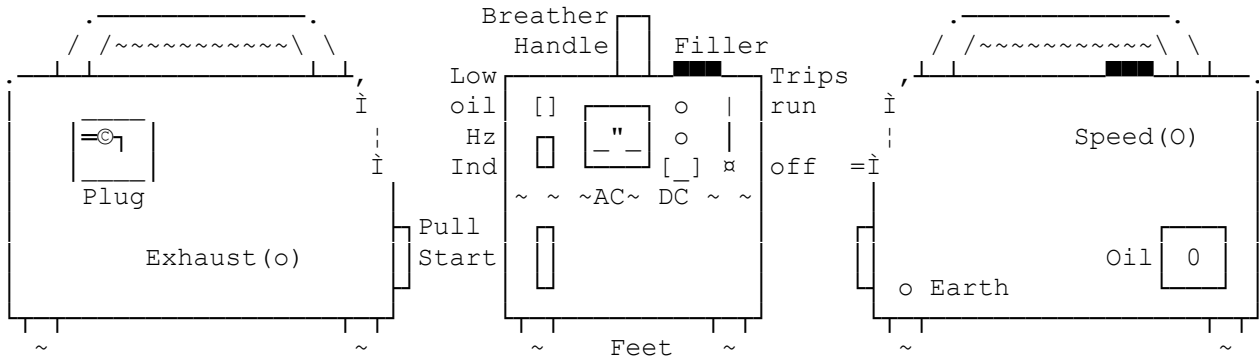 Breather
Handle Filler
Low Trips
oil [] o | run
Hz o
Ind [_] ¤ off
Plug ~ ~ ~AC~ DC ~ ~ Speed(O)
Pull
Exhaust(o) Start Oil 0
o Earth
Feet